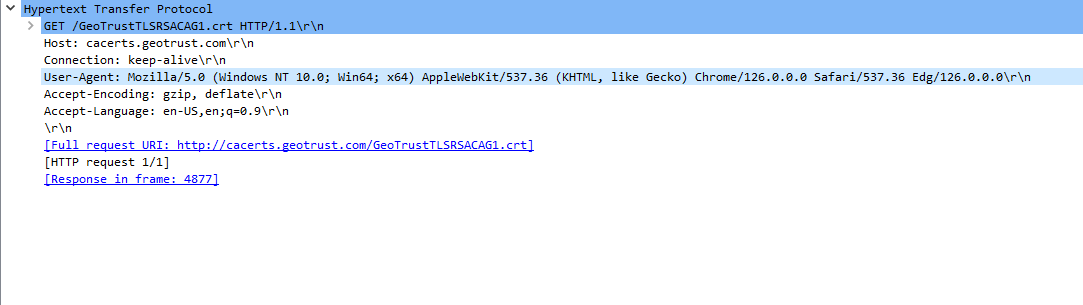 Hypertext Transfer Protocol
GET /GeoTrustTLSRSACAG1.crt HTTP/1.1\r\n
Host: cacerts.geotrust.com\r\n
Connection: keep-alive\r\n
User-Agent: Mozilla/5.0 (Windows NT 10.0; Win64; x64) AppleWebKit/537.36 (KHTML, like Gecko) Chrome/126.0.0.0 Safari/537.36 Edg/126.0.0.0\r\n
Accept-Encoding: gzip, deflate\r\n
Accept-Language: en-US,en;q=0.9\r\n
\r\n
[Full request URI: http://cacerts.geotrust.com/GeoTrustTLSRSACAG1.crt]
[HTTP request 1/1]
[Response in frame: 4877]